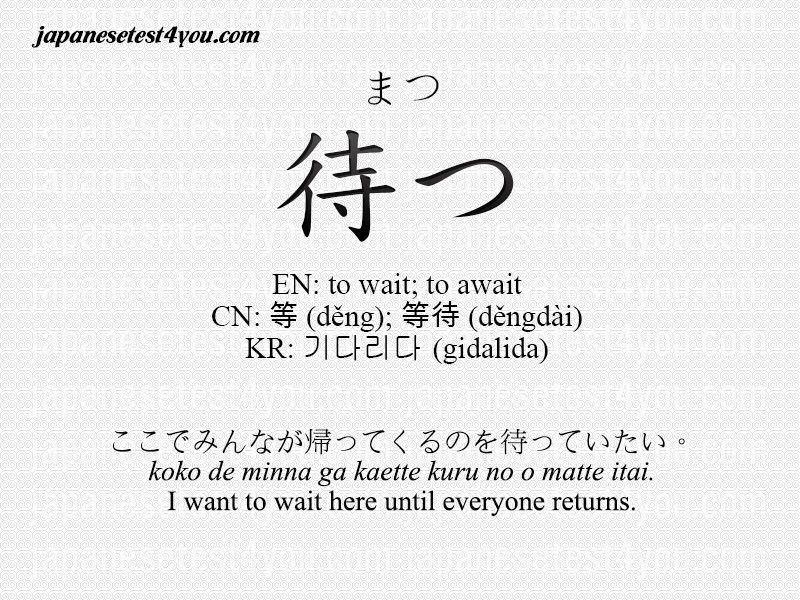 japanesetest4you.com
まつ
待つ
EN: to wait; to await
CN: 等 (děng); 等待 (děngdài)
KR: 기다리다 (gidalida)
ここでみんなが帰ってくるのを待っていたい。
koko de minna ga kaette kuru no o matte itai.
I want to wait here until everyone returns.